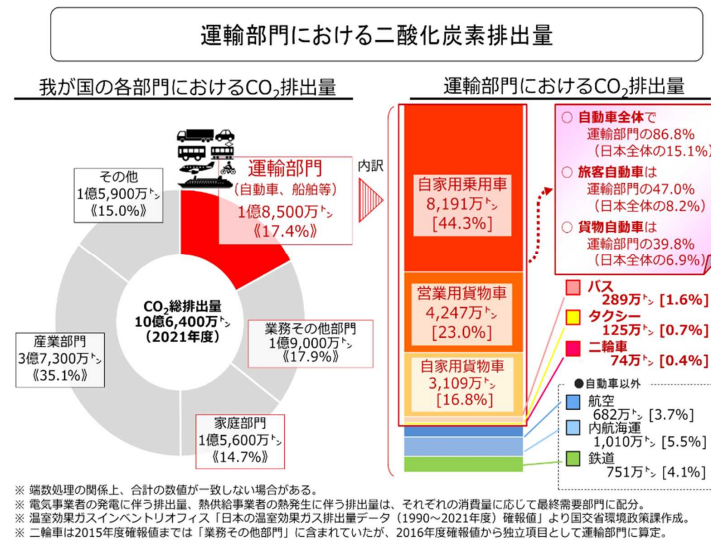 運輸部門における二酸化炭素排出量
我が国の各部門におけるCO₂排出量
その他
1億5,900万㌧
《15.0%》
運輸部門
(自動車、船舶等)
1億8,500万㌧
《17.4%》
CO₂総排出量
10億6,400万㌧
(2021年度)
産業部門
3億7,300万㌧
《35.1%》
業務その他部門
1億9,000万㌧
《17.9%》
家庭部門
1億5,600万㌧
《14.7%》
内訳
運輸部門におけるCO₂排出量
自家用乗用車
8,191万㌧
[44.3%]
営業用貨物車
4,247万㌧
[23.0%]
自家用貨物車
3,109万㌧
[16.8%]
○ 自動車全体で
運輸部門の86.8%
(日本全体の15.1%)
○ 旅客自動車は
運輸部門の47.0%
(日本全体の8.2%)
○ 貨物自動車は
運輸部門の39.8%
(日本全体の6.9%)
バス
289万㌧ [1.6%]
タクシー
125万㌧ [0.7%]
二輪車
74万㌧ [0.4%]
●自動車以外
航空
682万㌧ [3.7%]
内航海運
1,010万㌧ [5.5%]
鉄道
751万㌧ [4.1%]
※ 端数処理の関係上、合計の数値が一致しない場合がある。
※ 電気事業者の発電に伴う排出量、熱供給事業者の熱発生に伴う排出量は、それぞれの消費量に応じて最終需要部門に配分。
※ 温室効果ガスインベントリオフィス「日本の温室効果ガス排出量データ(1990~2021年度)確報値」より国交省環境政策課作成。
※ 二輪車は2015年度確報値までは「業務その他部門」に含まれていたが、2016年度確報値から独立項目として運輸部門に算定。